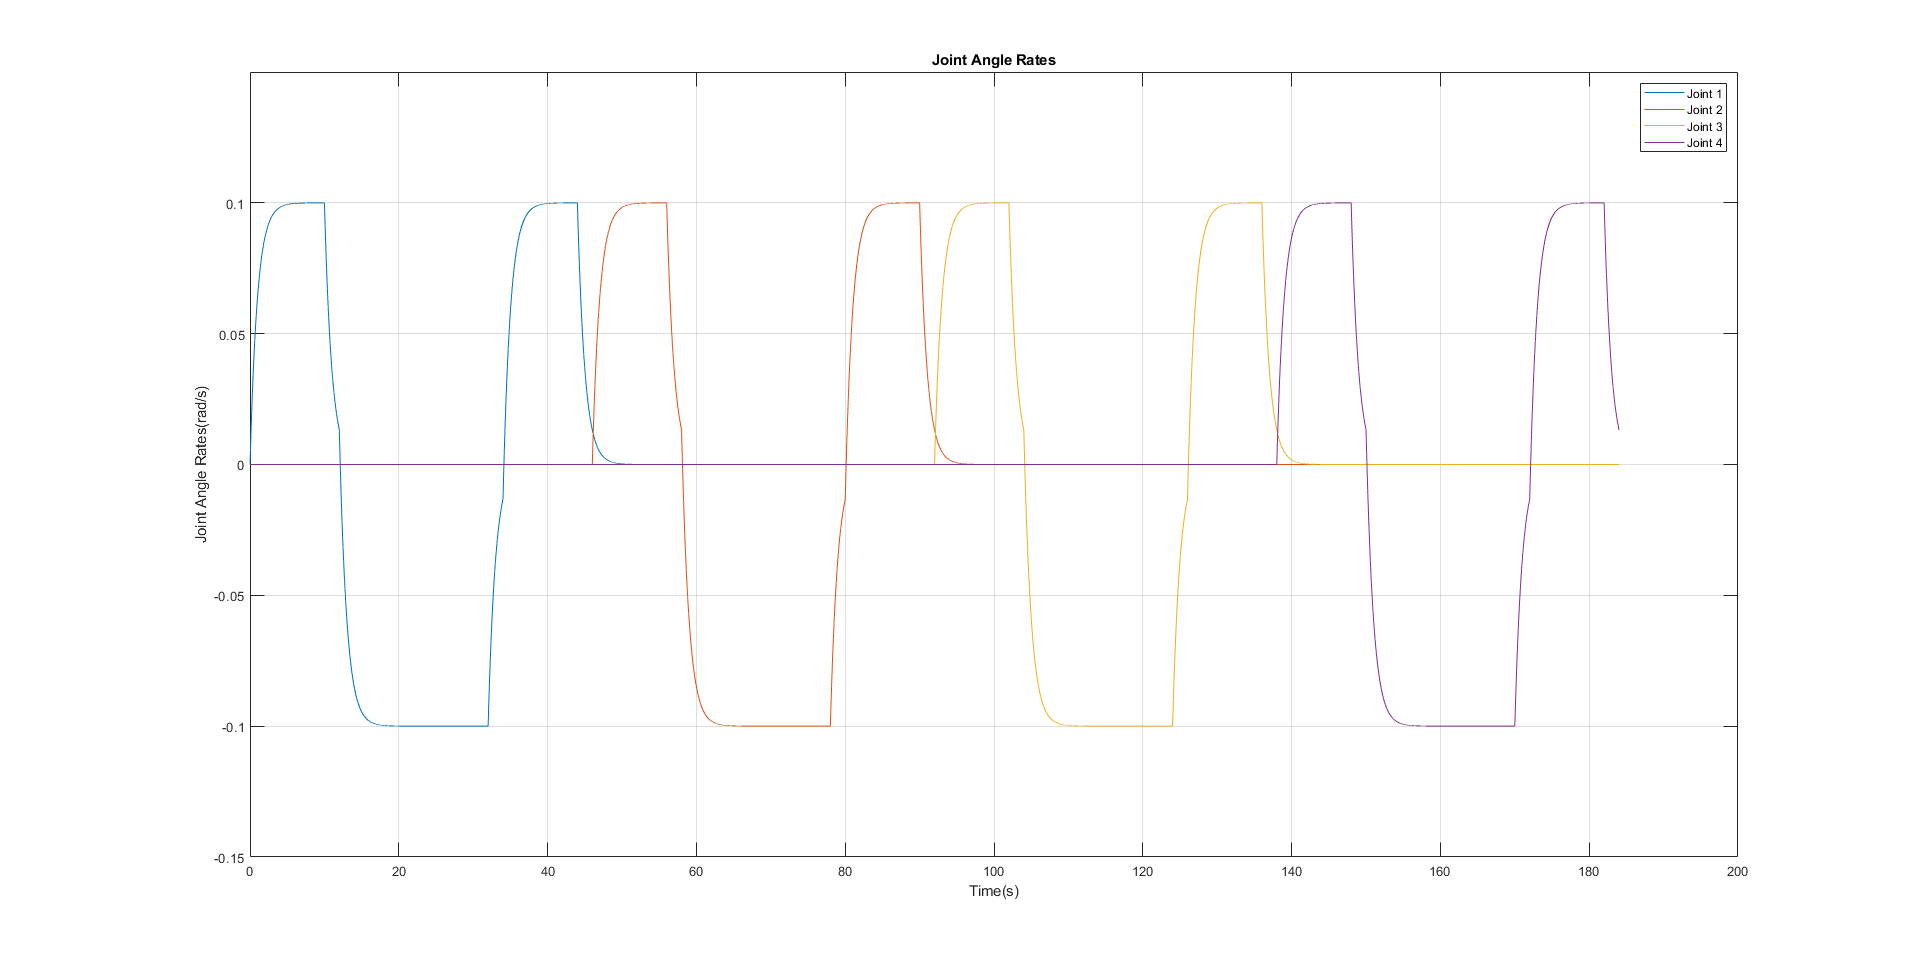 Joint Angle Rates
Joint 1
Joint 2
Joint 3
Joint 4
0.1
0.05
0
-0.05
-0.1
-0.15
Joint Angle Rates(rad/s)
0 20 40 60 80 100 120 140 160 180 200
Time(s)